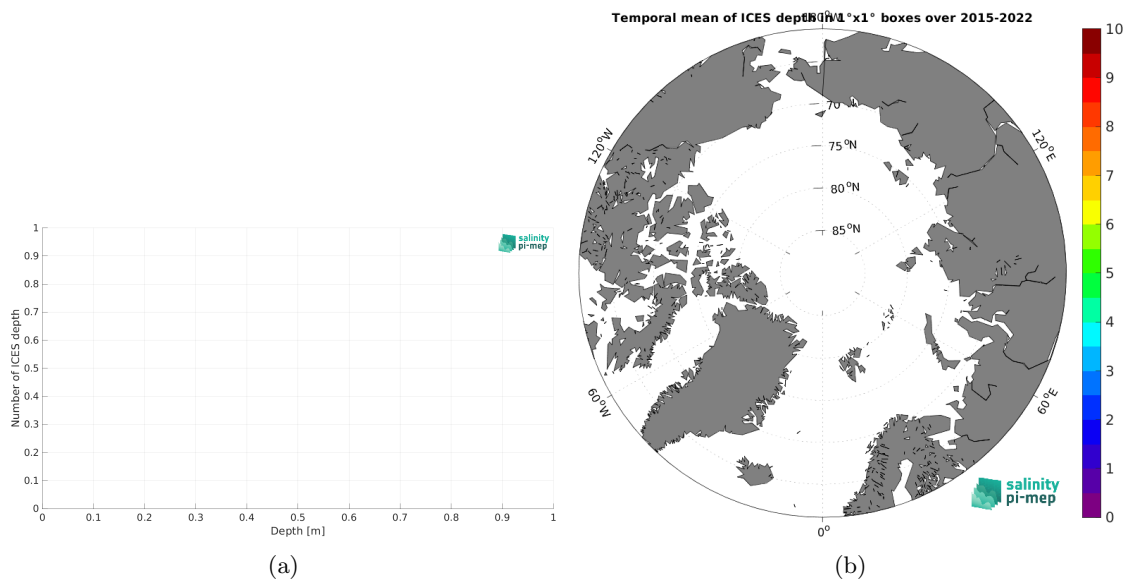 Temporal mean of ICES depth in 1°x1° boxes over 2015-2022
180°W
10
9
8
7
6
5
4
3
2
1
0
120°W
120°E
70°N
75°N
80°N
85°N
60°W
60°E
0°
salinity
pi-mep
1
0.9
0.8
0.7
0.6
0.5
0.4
0.3
0.2
0.1
0
Number of ICES depth
salinity
pi-mep
0 0.1 0.2 0.3 0.4 0.5 0.6 0.7 0.8 0.9 1
Depth [m]
(a)
(b)